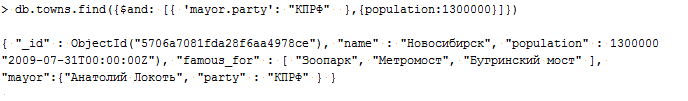 > db.towns.find({$and: [{ 'mayor.party': "КПРФ" },{population:1300000}]})
{ "_id" : ObjectId("5706a7081fda28f6aa4978ce"), "name" : "Новосибирск", "population" : 1300000
"2009-07-31T00:00:00Z"), "famous_for" : [ "Зоопарк", "Метромост", "Бугринский мост" ],
"mayor":{"Анатолий Локоть", "party" : "КПРФ" } }